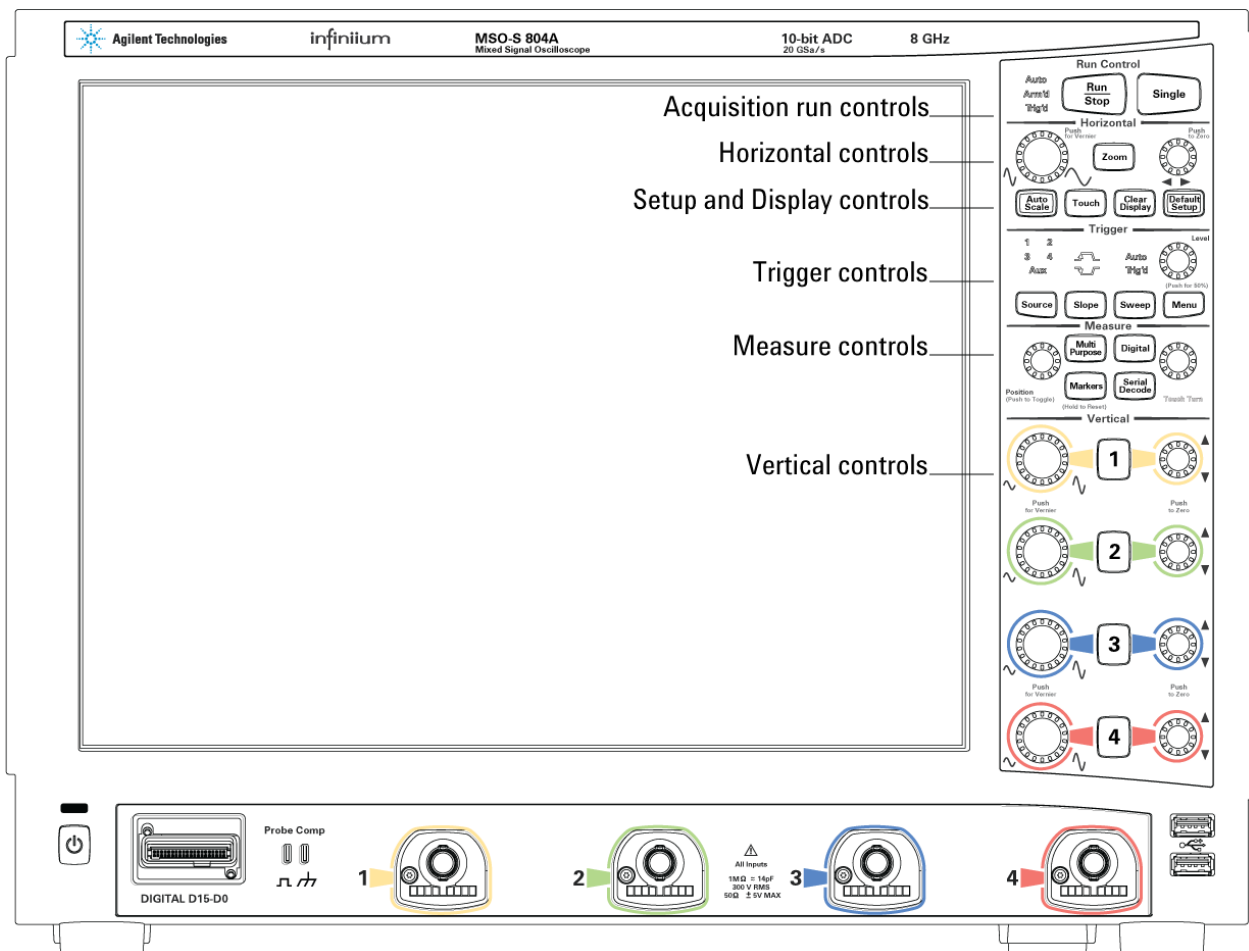 Agilent Technologies infiniium MSO-S 804A 10-bit ADC 8 GHz
Mixed Signal Oscilloscope 20 GSa/s
Run Control
Auto
Arm'd
Trig'd
Run
Stop
Single
Acquisition run controls
Horizontal
Push
for Vernier
Zoom
Push
to Zero
Horizontal controls
Auto
Scale
Touch
Clear
Display
Default
Setup
Setup and Display controls
Trigger
1 2
3 4
Aux
Auto
Trig'd
Level
(Push for 50%)
Trigger controls
Source
Slope
Sweep
Menu
Measure
Multi
Purpose
Digital
Measure controls
Markers
Serial
Decode
Position
(Push to Toggle)
(Hold to Reset)
Touch Turn
Vertical
Vertical controls
1
Push
for Vernier
Push
to Zero
2
3
Push
for Vernier
Push
to Zero
4
DIGITAL D15-D0
Probe Comp
1
2
All Inputs
1MΩ = 14pF
300 V RMS
50Ω ± 5V MAX
3
4